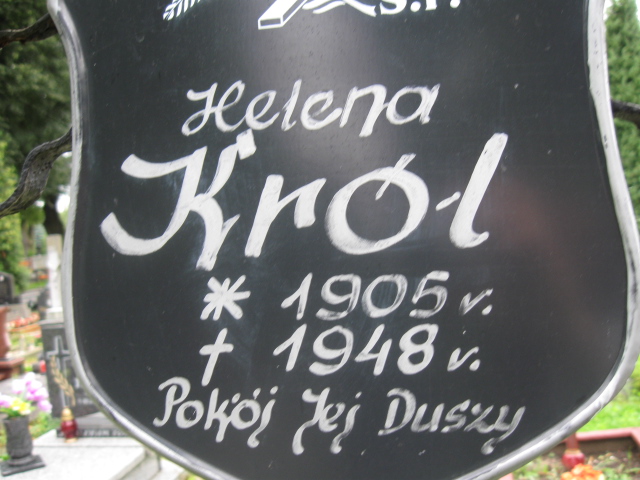 Ś.P.
Helena
Król
* 1905 r.
† 1948 r.
Pokój Jej Duszy